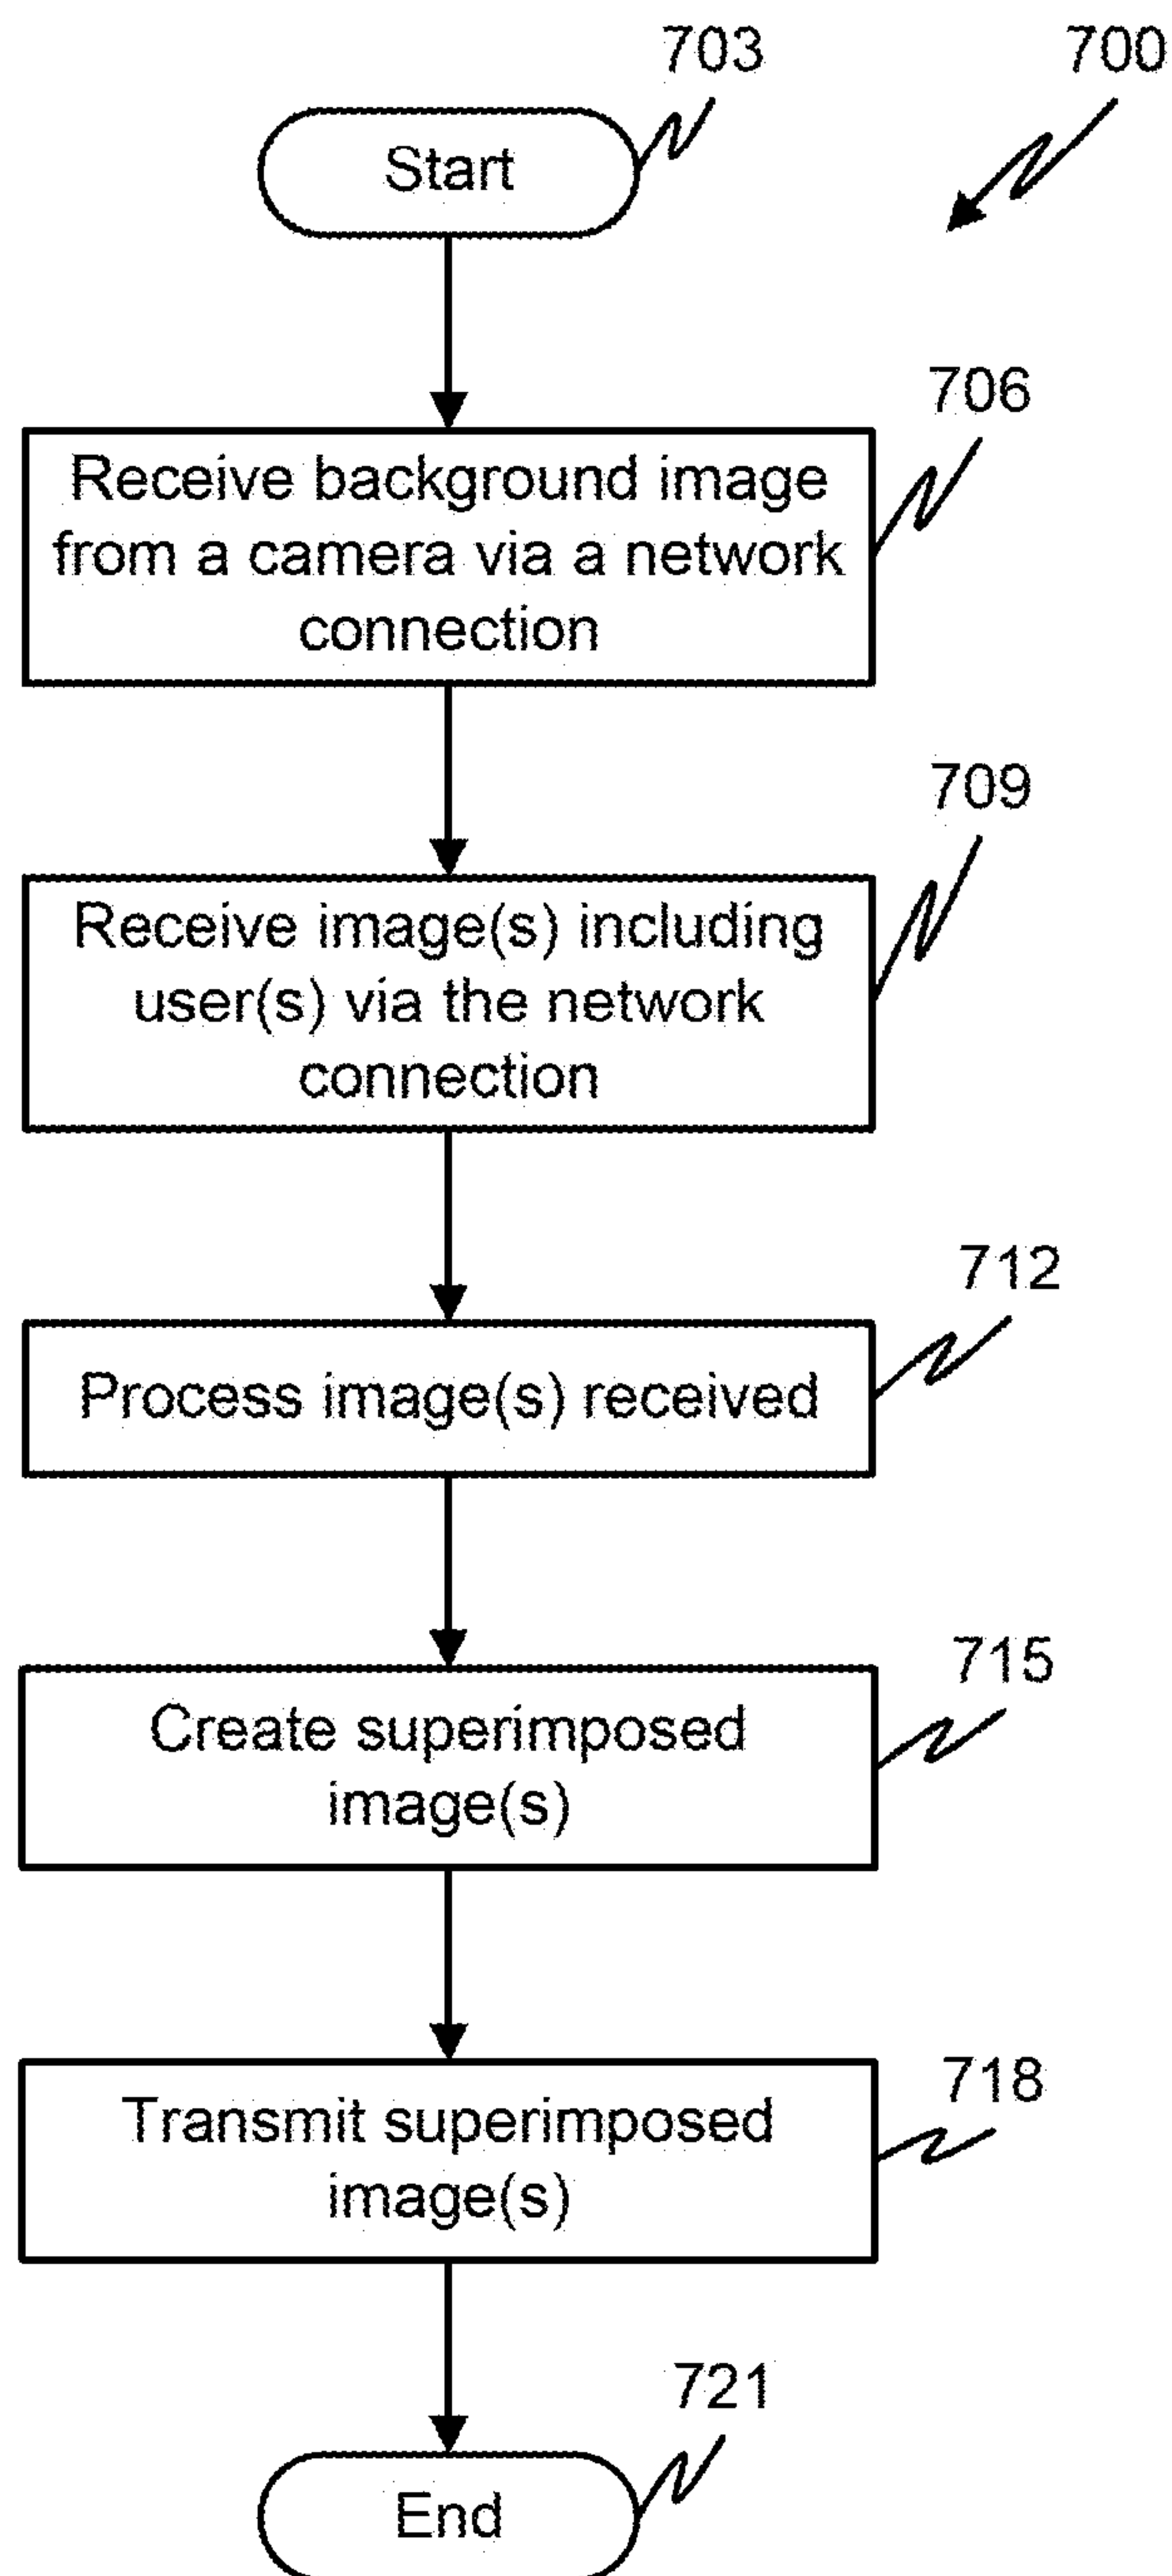 703
700
Start
706
Receive background image
from a camera via a network
connection
709
Receive image(s) including
user(s) via the network
connection
712
Process image(s) received
715
Create superimposed
image(s)
718
Transmit superimposed
image(s)
721
End